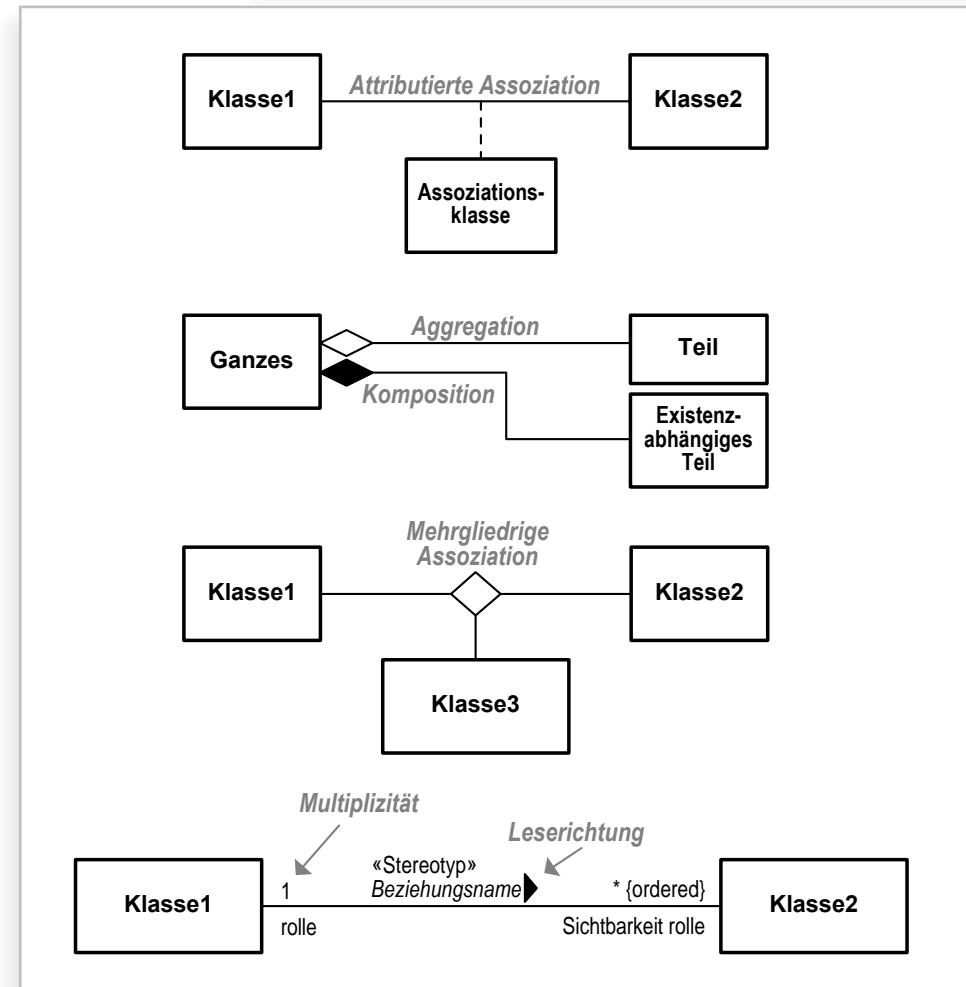 Attributierte Assoziation
Klasse1
Klasse2
Assoziations-
klasse
Aggregation
Ganzes
Teil
Komposition
Existenz-
abhängiges
Teil
Mehrgliedrige
Assoziation
Klasse1
Klasse2
Klasse3
Multiplizität
Leserichtung
«Stereotyp»
Klasse1
1
Beziehungsname
* {ordered}
Klasse2
rolle
Sichtbarkeit rolle